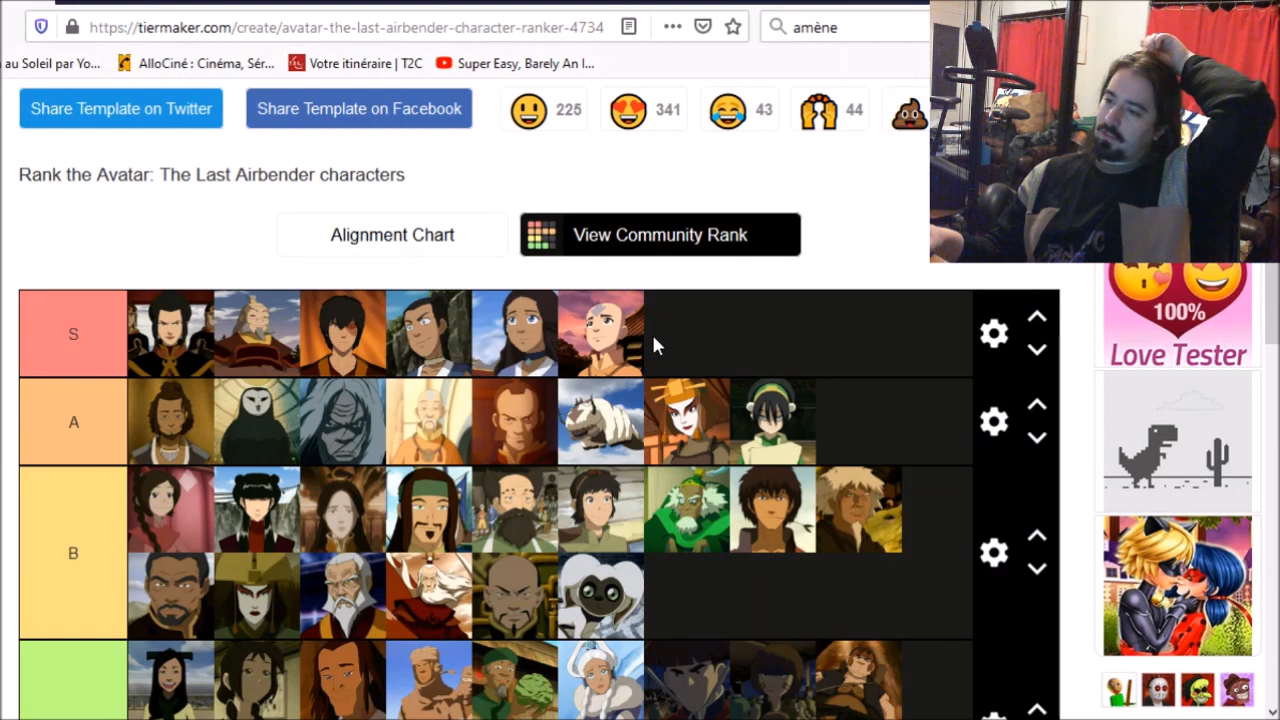 https://tiermaker.com/create/avatar-the-last-airbender-character-ranker-4734
amène
au Soleil par Yo...
AlloCiné : Cinéma, Sér...
Votre itinéraire | T2C
Super Easy, Barely An I...
Share Template on Twitter
Share Template on Facebook
225
341
43
44
Rank the Avatar: The Last Airbender characters
Alignment Chart
View Community Rank
100%
Love Tester
S
A
B